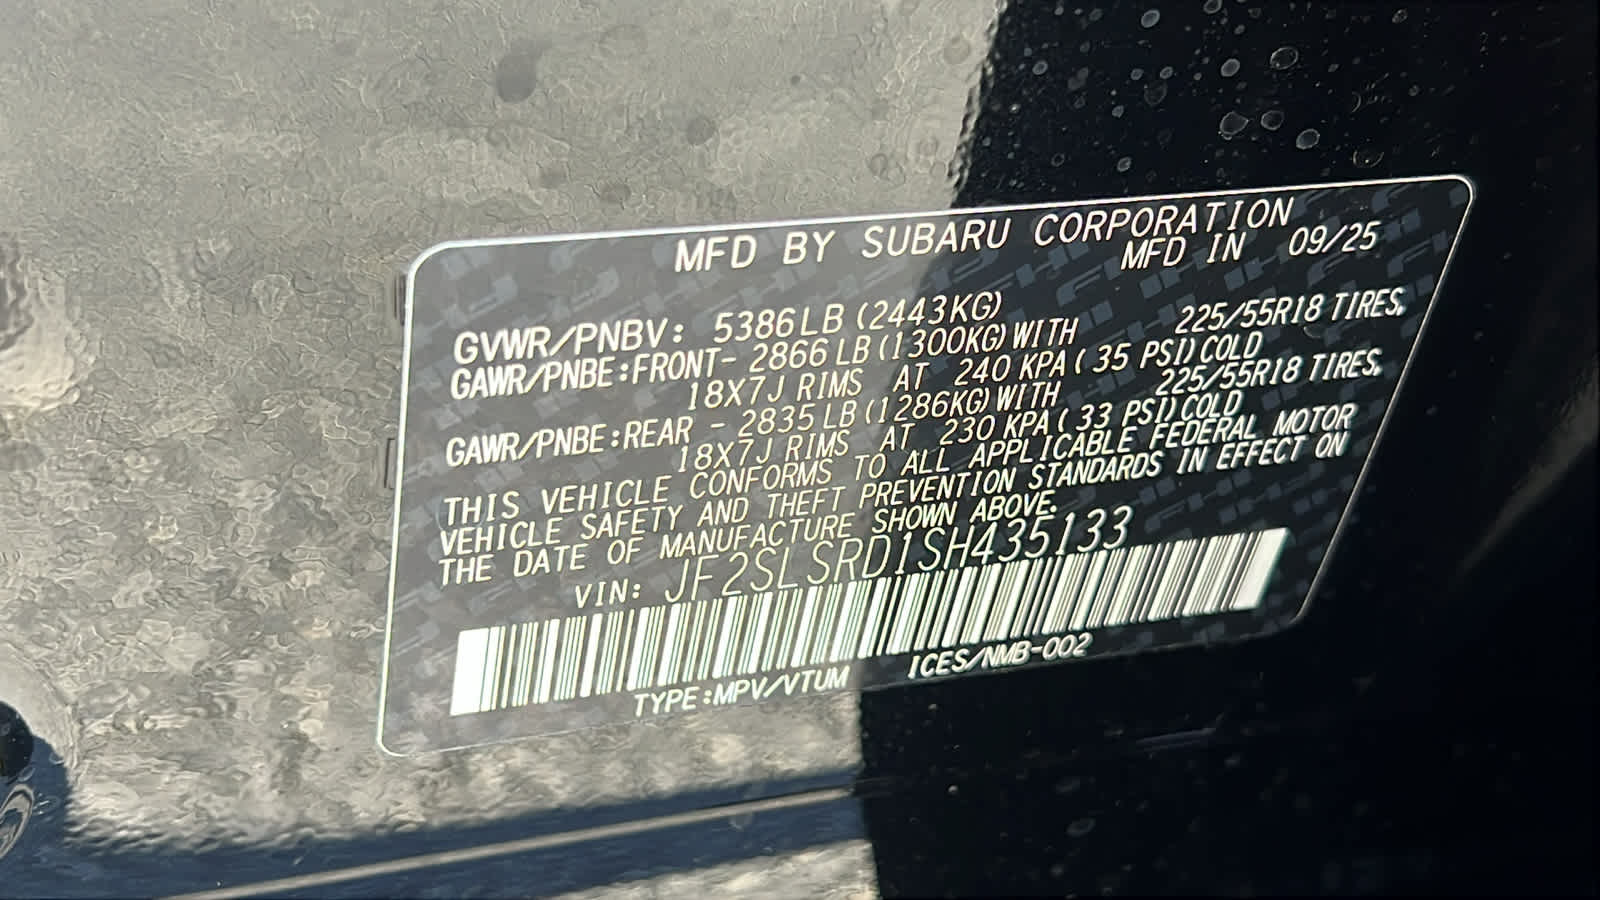 MFD BY SUBARU CORPORATION
MFD IN 09/25
GVWR/PNBV: 5386LB (2443KG)
GAWR/PNBE:FRONT- 2866 LB (1300KG) WITH 225/55R18 TIRES,
18X7J RIMS AT 240 KPA ( 35 PSI) COLD
GAWR/PNBE:REAR - 2835 LB (1286KG) WITH 225/55R18 TIRES,
18X7J RIMS AT 230 KPA ( 33 PSI) COLD
THIS VEHICLE CONFORMS TO ALL APPLICABLE FEDERAL MOTOR
VEHICLE SAFETY AND THEFT PREVENTION STANDARDS IN EFFECT ON
THE DATE OF MANUFACTURE SHOWN ABOVE.
VIN: JF2SLSRD1SH435133
TYPE:MPV/VTUM ICES/NMB-002